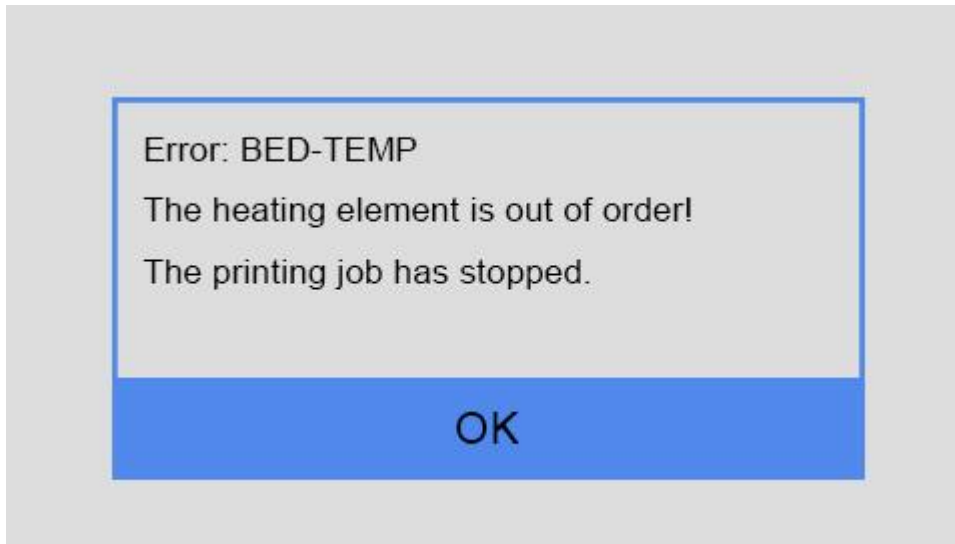 Error: BED-TEMP
The heating element is out of order!
The printing job has stopped.
OK